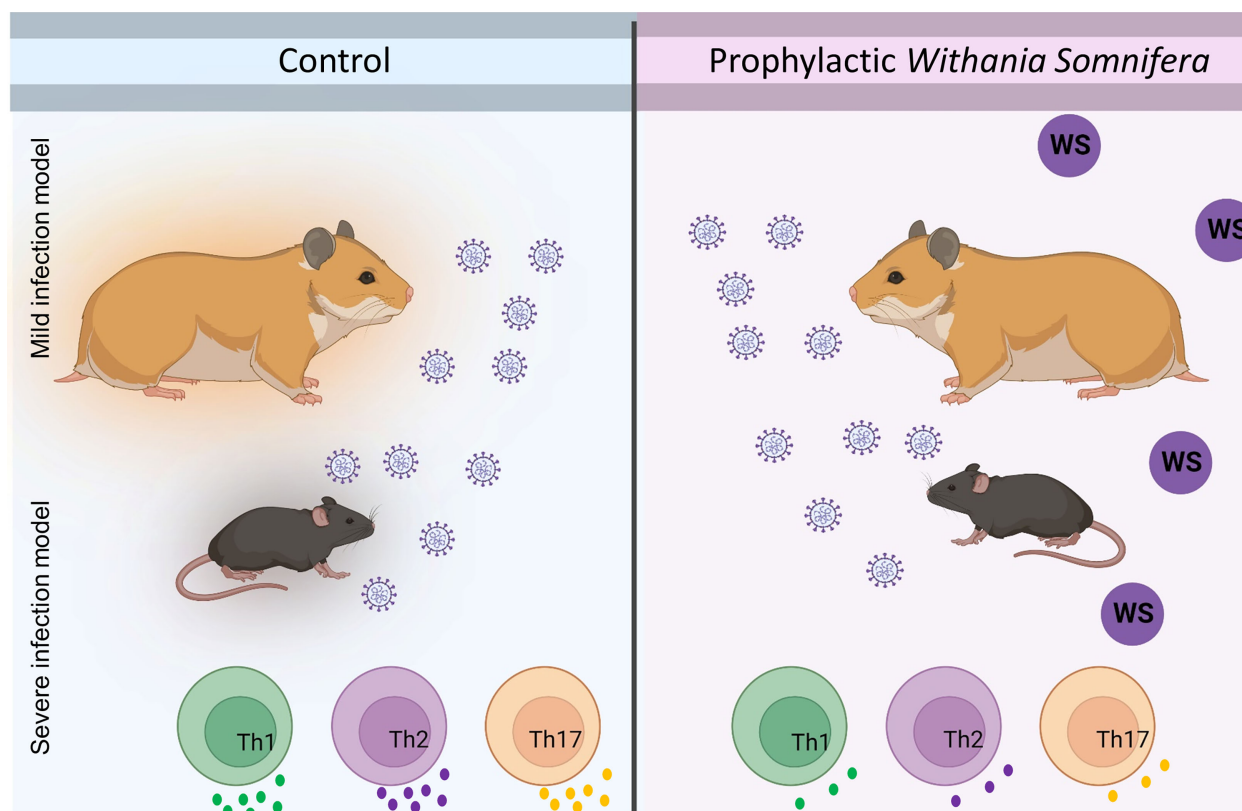 Control
Prophylactic Withania Somnifera
Mild infection model
Severe infection model
WS
WS
WS
WS
Th1
Th2
Th17
Th1
Th2
Th17